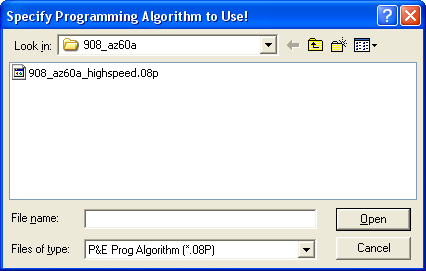 Specify Programming Algorithm to Use!
Look in: 908_az60a
908_az60a_highspeed.08p
File name: Open
Files of type: P&E Prog Algorithm (*.08P) Cancel